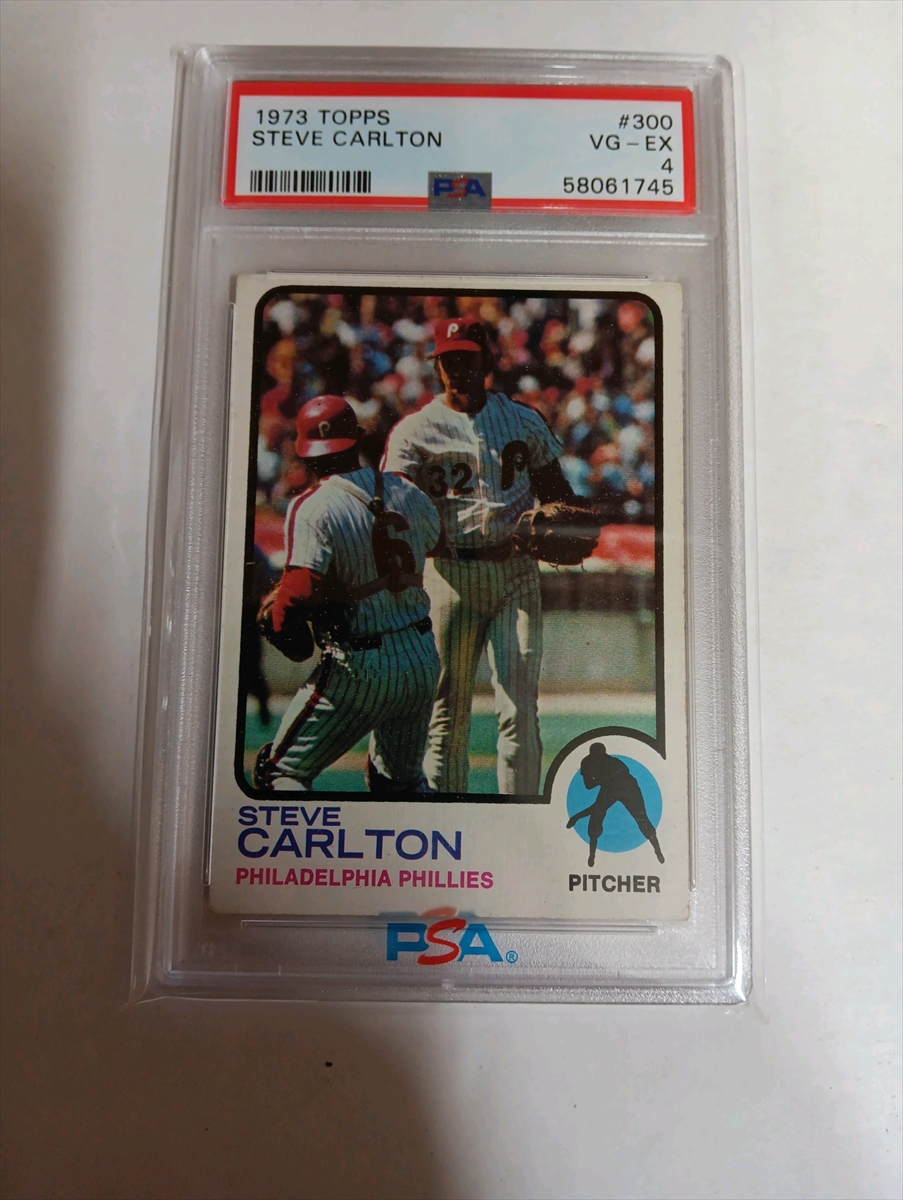 1973 TOPPS #300
STEVE CARLTON VG - EX
4
PSA 58061745
P
P
32 P
6
STEVE
CARLTON
PHILADELPHIA PHILLIES
PITCHER
PSA®